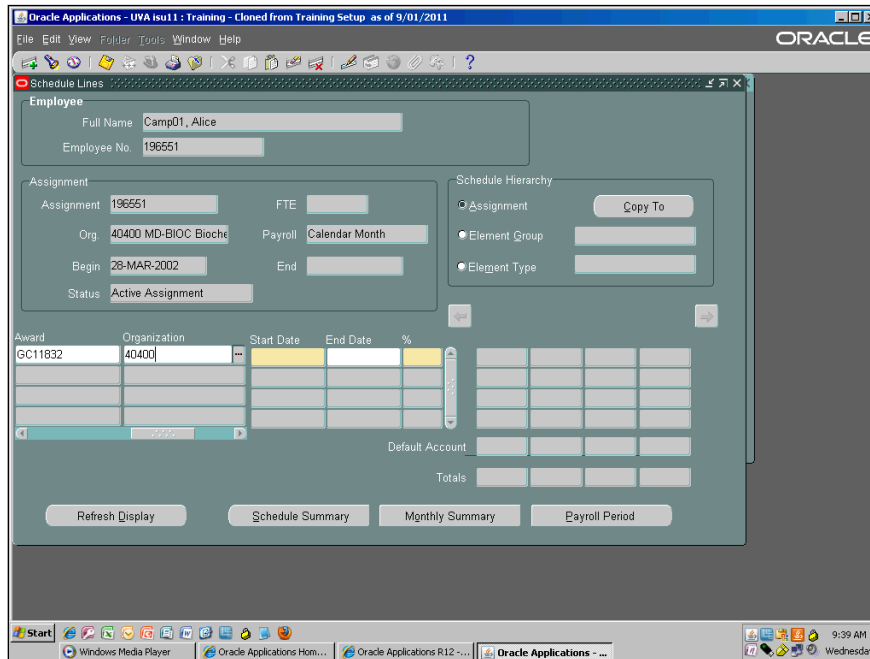 Oracle Applications - UVA isu11 : Training - Cloned from Training Setup as of 9/01/2011
File Edit View Folder Tools Window Help
ORACLE
Schedule Lines
Employee
Full Name Camp01, Alice
Employee No. 196551
Assignment
Assignment 196551 FTE
Org. 40400 MD-BIOC Bioche Payroll Calendar Month
Begin 28-MAR-2002 End
Status Active Assignment
Schedule Hierarchy
Assignment Copy To
Element Group
Element Type
Award Organization Start Date End Date %
GC11832 40400 ...
Default Account
Totals
Refresh Display Schedule Summary Monthly Summary Payroll Period
Start 9:39 AM
Windows Media Player Oracle Applications Hom... Oracle Applications R12 -... Oracle Applications - ... Wednesday